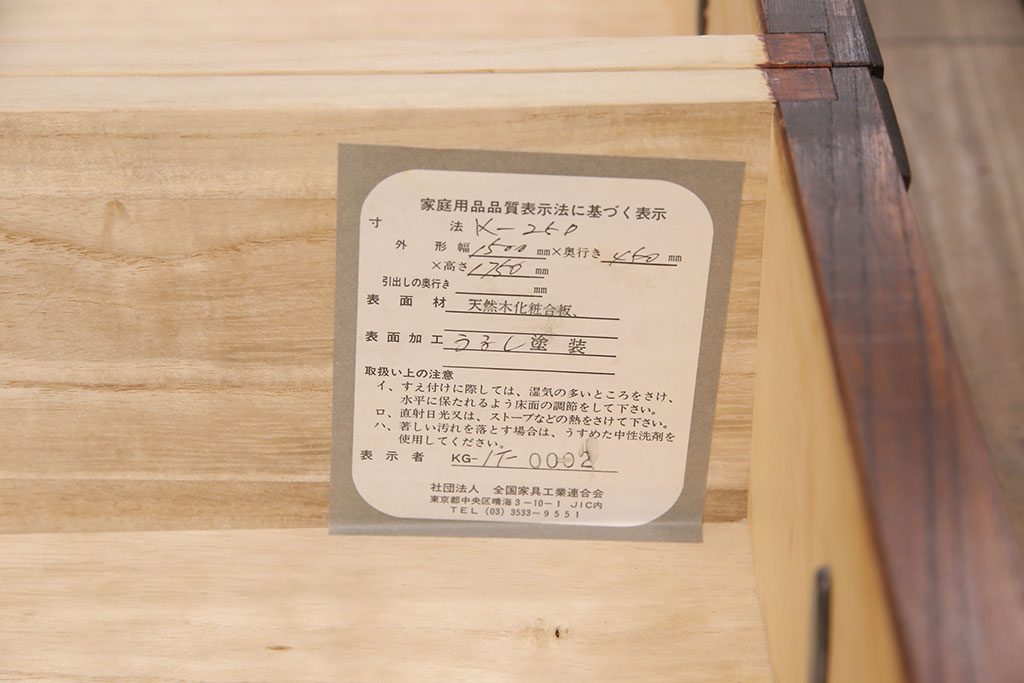 家庭用品品質表示法に基づく表示
寸　法 K-250
外形 幅 1500 mm×奥行き 450 mm
×高さ 1750 mm
引出しの奥行き mm
表面材 天然木化粧合板、
表面加工 うるし塗装
取扱い上の注意
イ、すえ付けに際しては、湿気の多いところをさけ、
水平に保たれるよう床面の調節をして下さい。
ロ、直射日光又は、ストーブなどの熱をさけて下さい。
ハ、著しい汚れを落とす場合は、うすめた中性洗剤を
使用してください。
表示者 KG-IT-0002
社団法人　全国家具工業連合会
東京都中央区晴海3-10-1 JIC内
TEL (03) 3533-9551